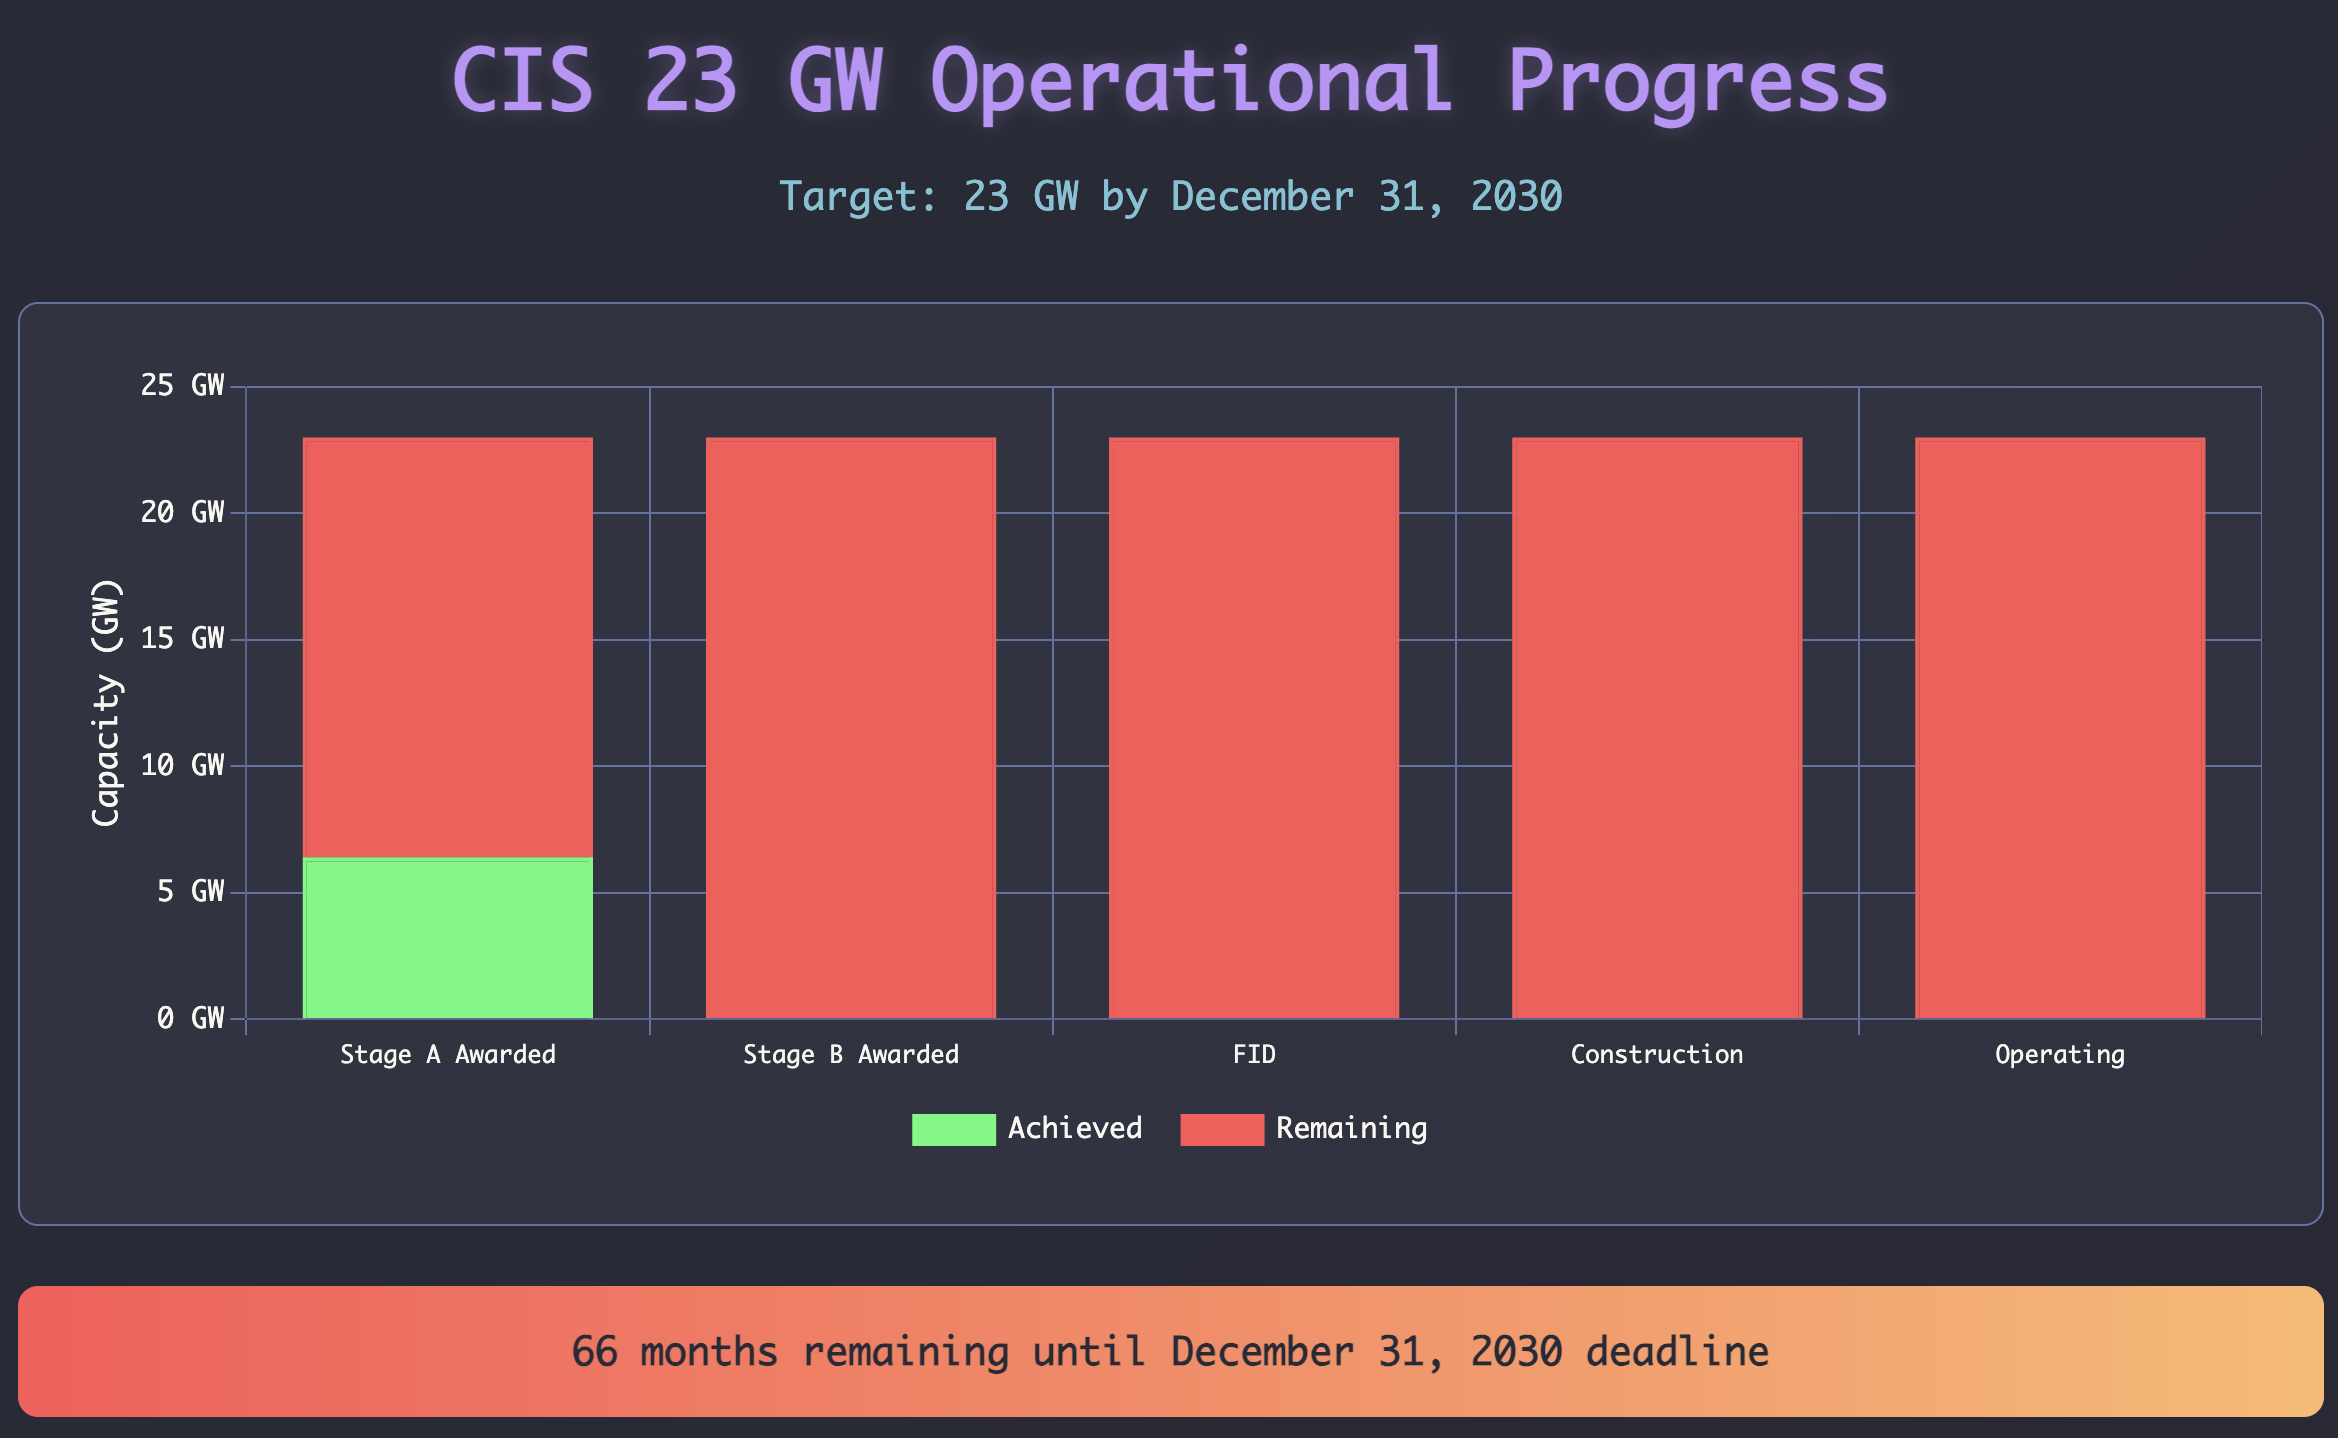 CIS 23 GW Operational Progress
Target: 23 GW by December 31, 2030
Capacity (GW)
25 GW
20 GW
15 GW
10 GW
5 GW
0 GW
Stage A Awarded
Stage B Awarded
FID
Construction
Operating
Achieved
Remaining
66 months remaining until December 31, 2030 deadline